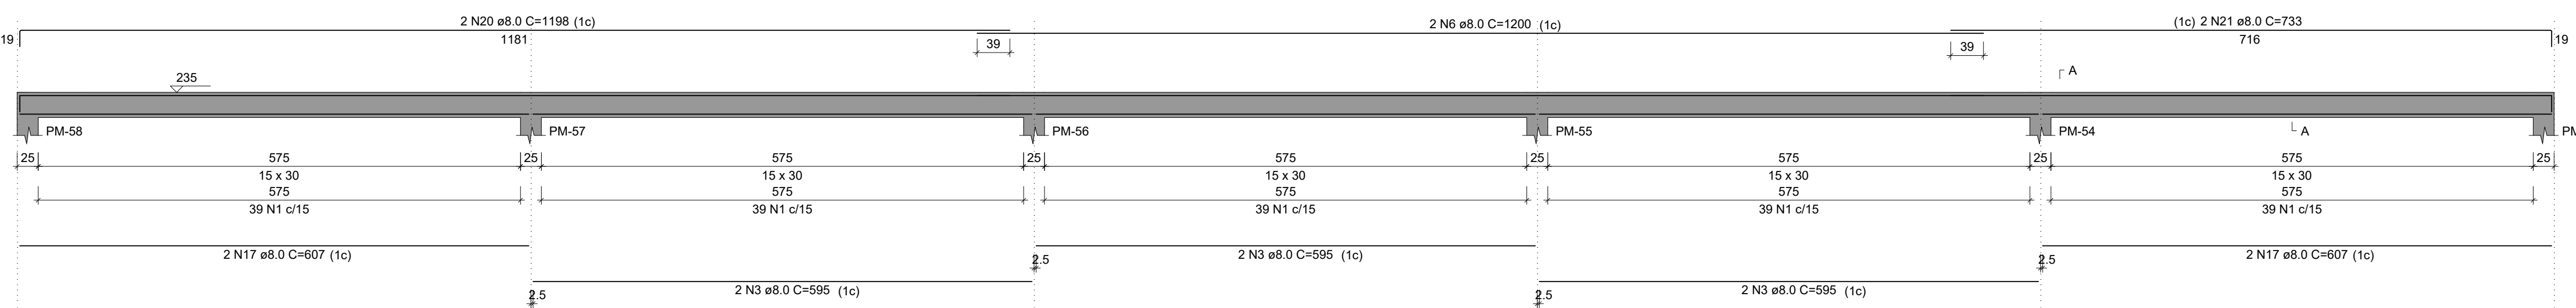 2 N20 ø8.0 C=1198 (1c)
2 N6 ø8.0 C=1200 (1c)
(1c) 2 N21 ø8.0 C=733
19
1181
39
39
716
19
235
A
PM-58
PM-57
PM-56
PM-55
PM-54
A
PM
25 575 25 575 25 575 25 575 25 575 25
15 x 30 15 x 30 15 x 30 15 x 30 15 x 30
575 575 575 575 575
39 N1 c/15 39 N1 c/15 39 N1 c/15 39 N1 c/15 39 N1 c/15
2 N17 ø8.0 C=607 (1c)
2 N3 ø8.0 C=595 (1c)
2 N17 ø8.0 C=607 (1c)
2.5
2.5
2 N3 ø8.0 C=595 (1c)
2 N3 ø8.0 C=595 (1c)
2.5
2.5